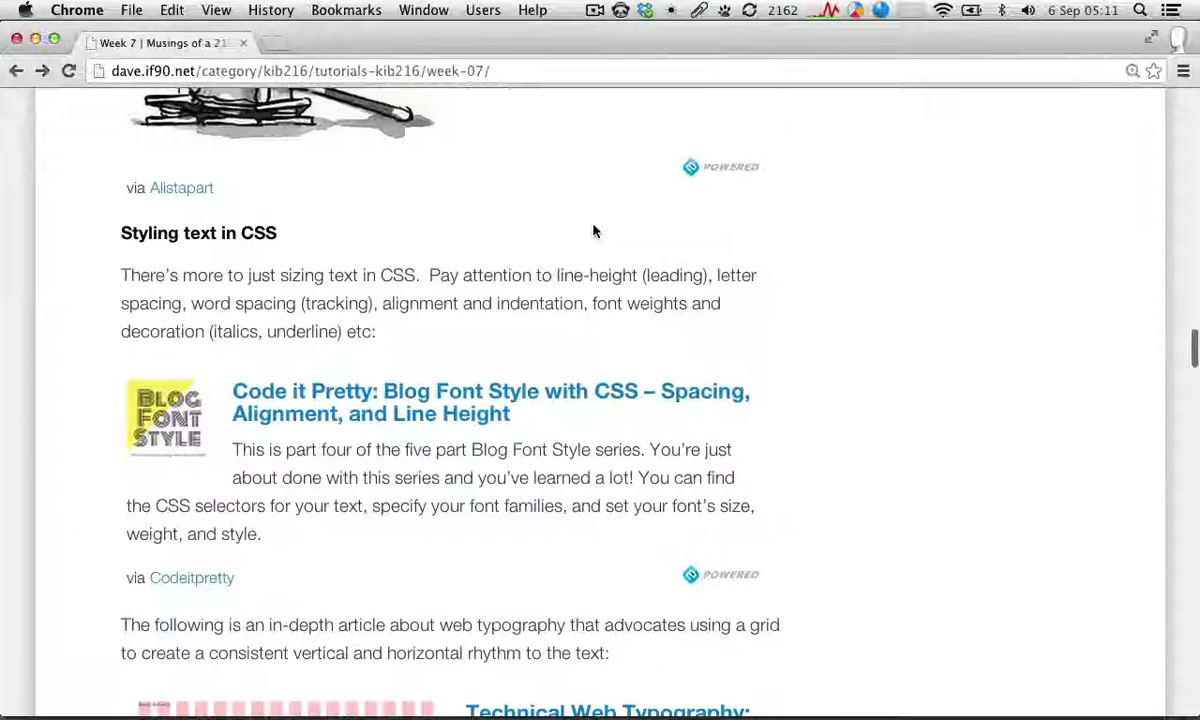 Chrome File Edit View History Bookmarks Window Users Help 2162 6 Sep 05:11
Week 7 | Musings of a 21
dave.if90.net/category/kib216/tutorials-kib216/week-07/
POWERED
via Alistapart
Styling text in CSS
There's more to just sizing text in CSS. Pay attention to line-height (leading), letter
spacing, word spacing (tracking), alignment and indentation, font weights and
decoration (italics, underline) etc:
BLOG
FONT
STYLE
Code it Pretty: Blog Font Style with CSS – Spacing,
Alignment, and Line Height
This is part four of the five part Blog Font Style series. You're just
about done with this series and you've learned a lot! You can find
the CSS selectors for your text, specify your font families, and set your font's size,
weight, and style.
via Codeitpretty
POWERED
The following is an in-depth article about web typography that advocates using a grid
to create a consistent vertical and horizontal rhythm to the text:
Technical Web Typography: